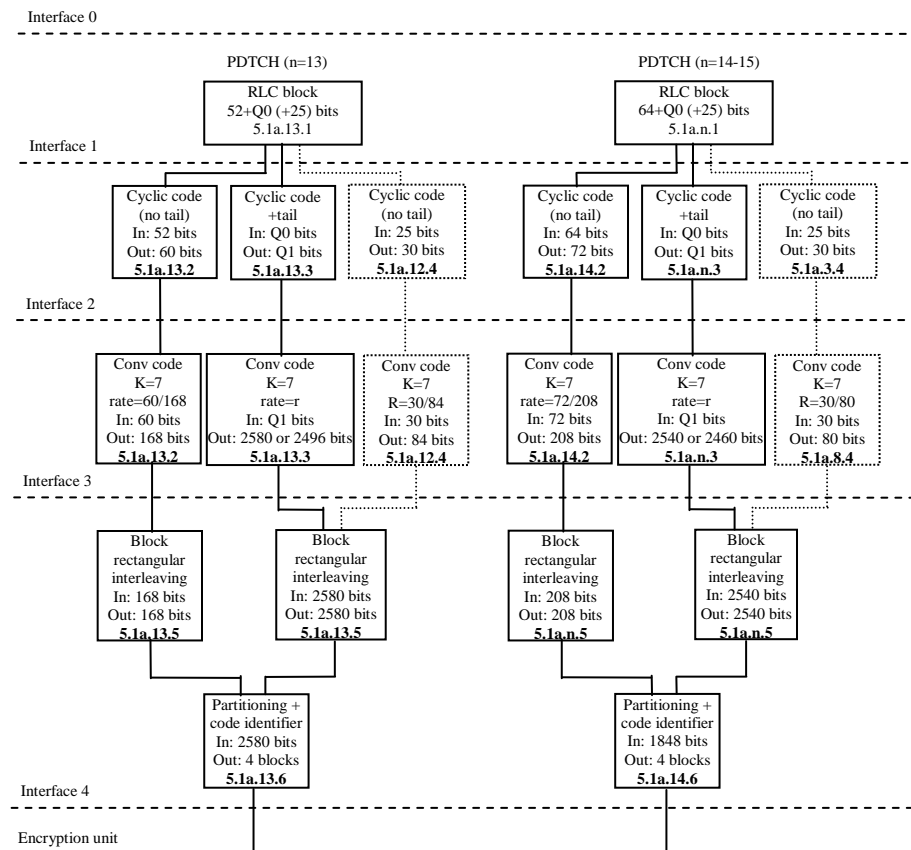 Interface 0
PDTCH (n=13)
RLC block
52+Q0 (+25) bits
5.1a.13.1
PDTCH (n=14-15)
RLC block
64+Q0 (+25) bits
5.1a.n.1
Interface 1
Cyclic code
(no tail)
In: 52 bits
Out: 60 bits
5.1a.13.2
Cyclic code
+tail
In: Q0 bits
Out: Q1 bits
5.1a.13.3
Cyclic code
(no tail)
In: 25 bits
Out: 30 bits
5.1a.12.4
Cyclic code
(no tail)
In: 64 bits
Out: 72 bits
5.1a.14.2
Cyclic code
+tail
In: Q0 bits
Out: Q1 bits
5.1a.n.3
Cyclic code
(no tail)
In: 25 bits
Out: 30 bits
5.1a.3.4
Interface 2
Conv code
K=7
rate=60/168
In: 60 bits
Out: 168 bits
5.1a.13.2
Conv code
K=7
rate=r
In: Q1 bits
Out: 2580 or 2496 bits
5.1a.13.3
Conv code
K=7
R=30/84
In: 30 bits
Out: 84 bits
5.1a.12.4
Conv code
K=7
rate=72/208
In: 72 bits
Out: 208 bits
5.1a.14.2
Conv code
K=7
rate=r
In: Q1 bits
Out: 2540 or 2460 bits
5.1a.n.3
Conv code
K=7
R=30/80
In: 30 bits
Out: 80 bits
5.1a.8.4
Interface 3
Block
rectangular
interleaving
In: 168 bits
Out: 168 bits
5.1a.13.5
Block
rectangular
interleaving
In: 2580 bits
Out: 2580 bits
5.1a.13.5
Block
rectangular
interleaving
In: 208 bits
Out: 208 bits
5.1a.n.5
Block
rectangular
interleaving
In: 2540 bits
Out: 2540 bits
5.1a.n.5
Partitioning +
code identifier
In: 2580 bits
Out: 4 blocks
5.1a.13.6
Partitioning +
code identifier
In: 1848 bits
Out: 4 blocks
5.1a.14.6
Interface 4
Encryption unit